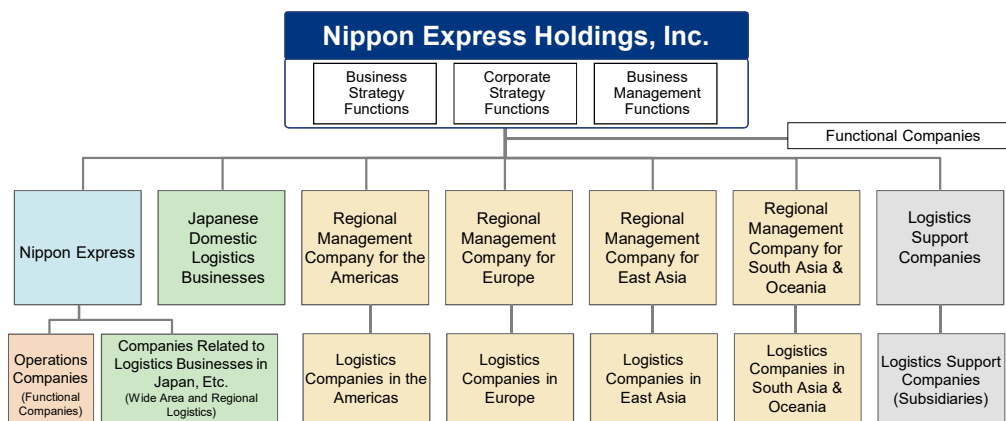 Nippon Express Holdings, Inc.
Business
Strategy
Functions
Corporate
Strategy
Functions
Business
Management
Functions
Functional Companies
Nippon Express
Japanese
Domestic
Logistics
Businesses
Regional
Management
Company for the
Americas
Regional
Management
Company for
Europe
Regional
Management
Company for
East Asia
Regional
Management
Company for
South Asia &
Oceania
Logistics
Support
Companies
Operations
Companies
(Functional
Companies)
Companies Related to
Logistics Businesses in
Japan, Etc.
(Wide Area and Regional
Logistics)
Logistics
Companies in the
Americas
Logistics
Companies in
Europe
Logistics
Companies in
East Asia
Logistics
Companies in
South Asia &
Oceania
Logistics Support
Companies
(Subsidiaries)